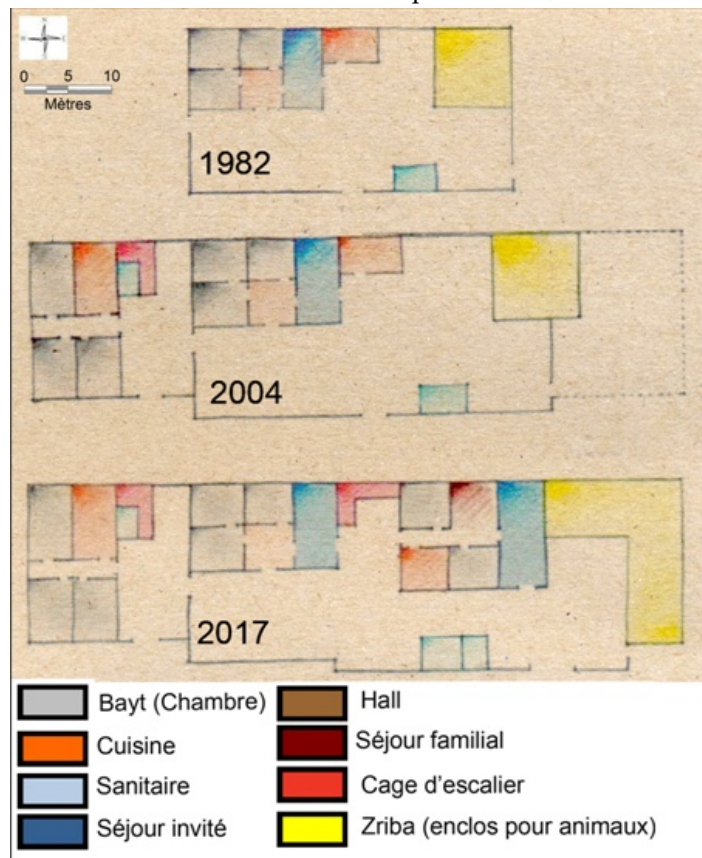 0 5 10
Mètres
1982
2004
2017
Bayt (Chambre)
Hall
Cuisine
Séjour familial
Sanitaire
Cage d'escalier
Séjour invité
Zriba (enclos pour animaux)